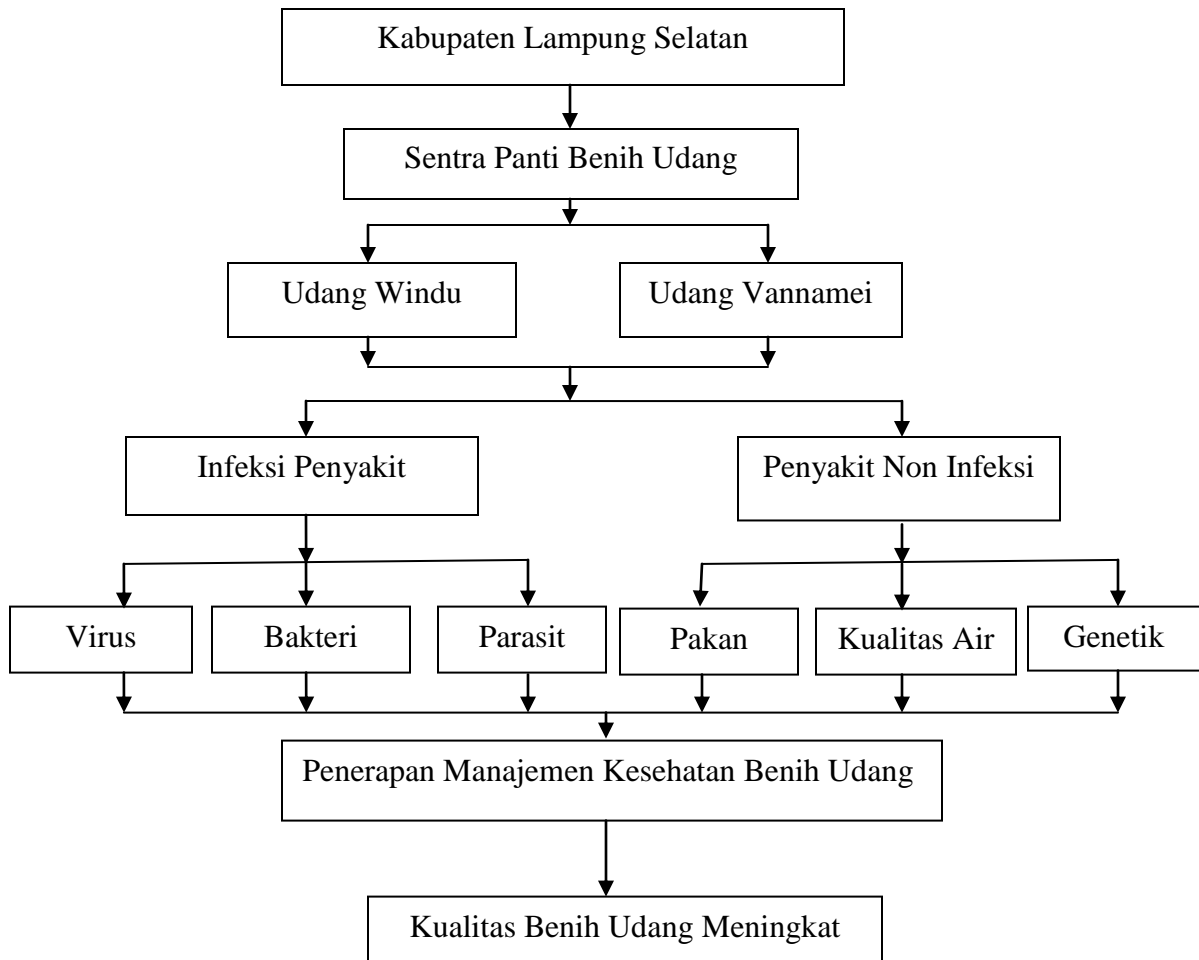 Kabupaten Lampung Selatan
Sentra Panti Benih Udang
Udang Windu
Udang Vannamei
Infeksi Penyakit
Penyakit Non Infeksi
Virus
Bakteri
Parasit
Pakan
Kualitas Air
Genetik
Penerapan Manajemen Kesehatan Benih Udang
Kualitas Benih Udang Meningkat